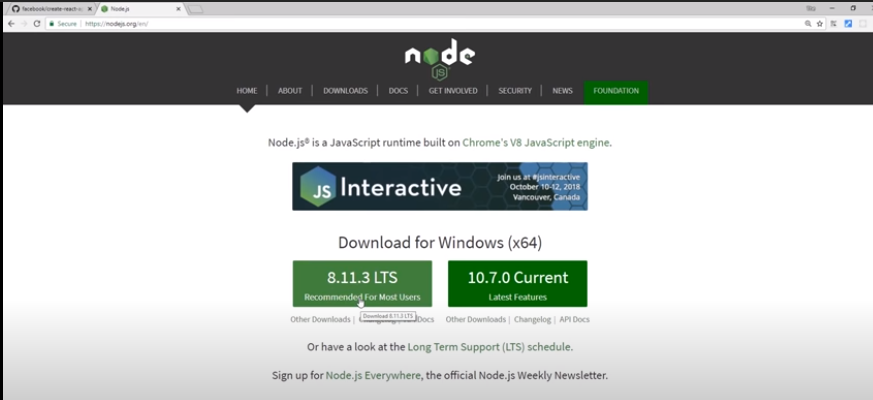 facebook/create-react-a
Node.js
Secure
https://nodejs.org/en/
node
JS
HOME
ABOUT
DOWNLOADS
DOCS
GET INVOLVED
SECURITY
NEWS
FOUNDATION
Node.js® is a JavaScript runtime built on Chrome's V8 JavaScript engine.
JS Interactive
Join us at #jsinteractive
October 10-12, 2018
Vancouver, Canada
Download for Windows (x64)
8.11.3 LTS
Recommended For Most Users
10.7.0 Current
Latest Features
Download 8.11.3 LTS
Other Downloads | Docs
Other Downloads | Changelog | API Docs
Or have a look at the Long Term Support (LTS) schedule.
Sign up for Node.js Everywhere, the official Node.js Weekly Newsletter.